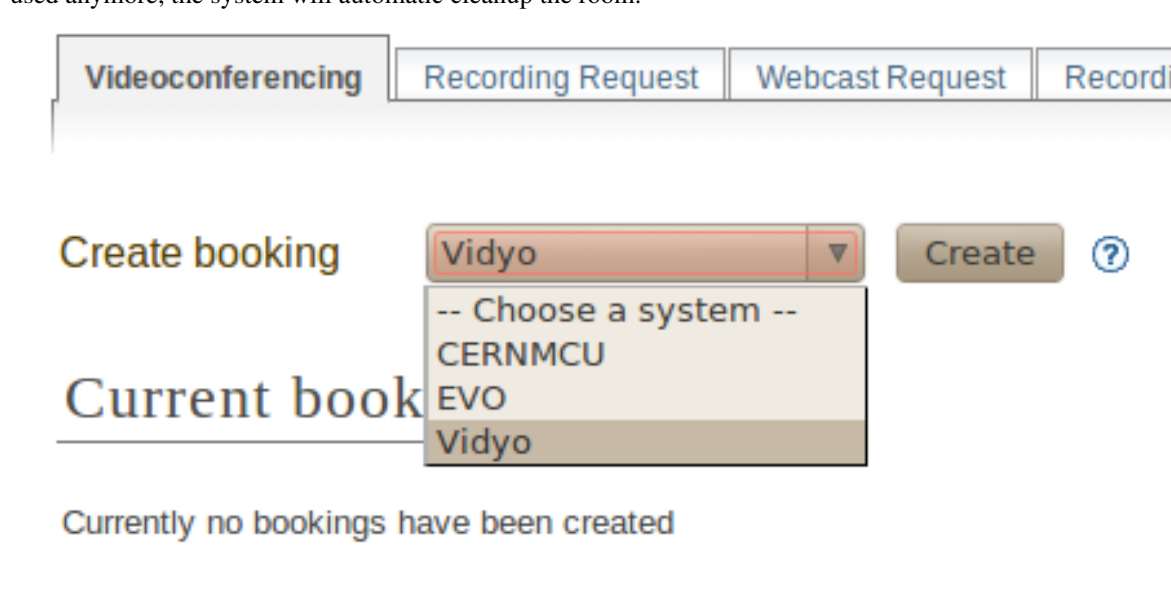 used anymore, the system will automatic cleanup the room.
Videoconferencing Recording Request Webcast Request Recordi
Create booking Vidyo Create ?
-- Choose a system --
CERNMCU
EVO
Vidyo
Current book
Currently no bookings have been created